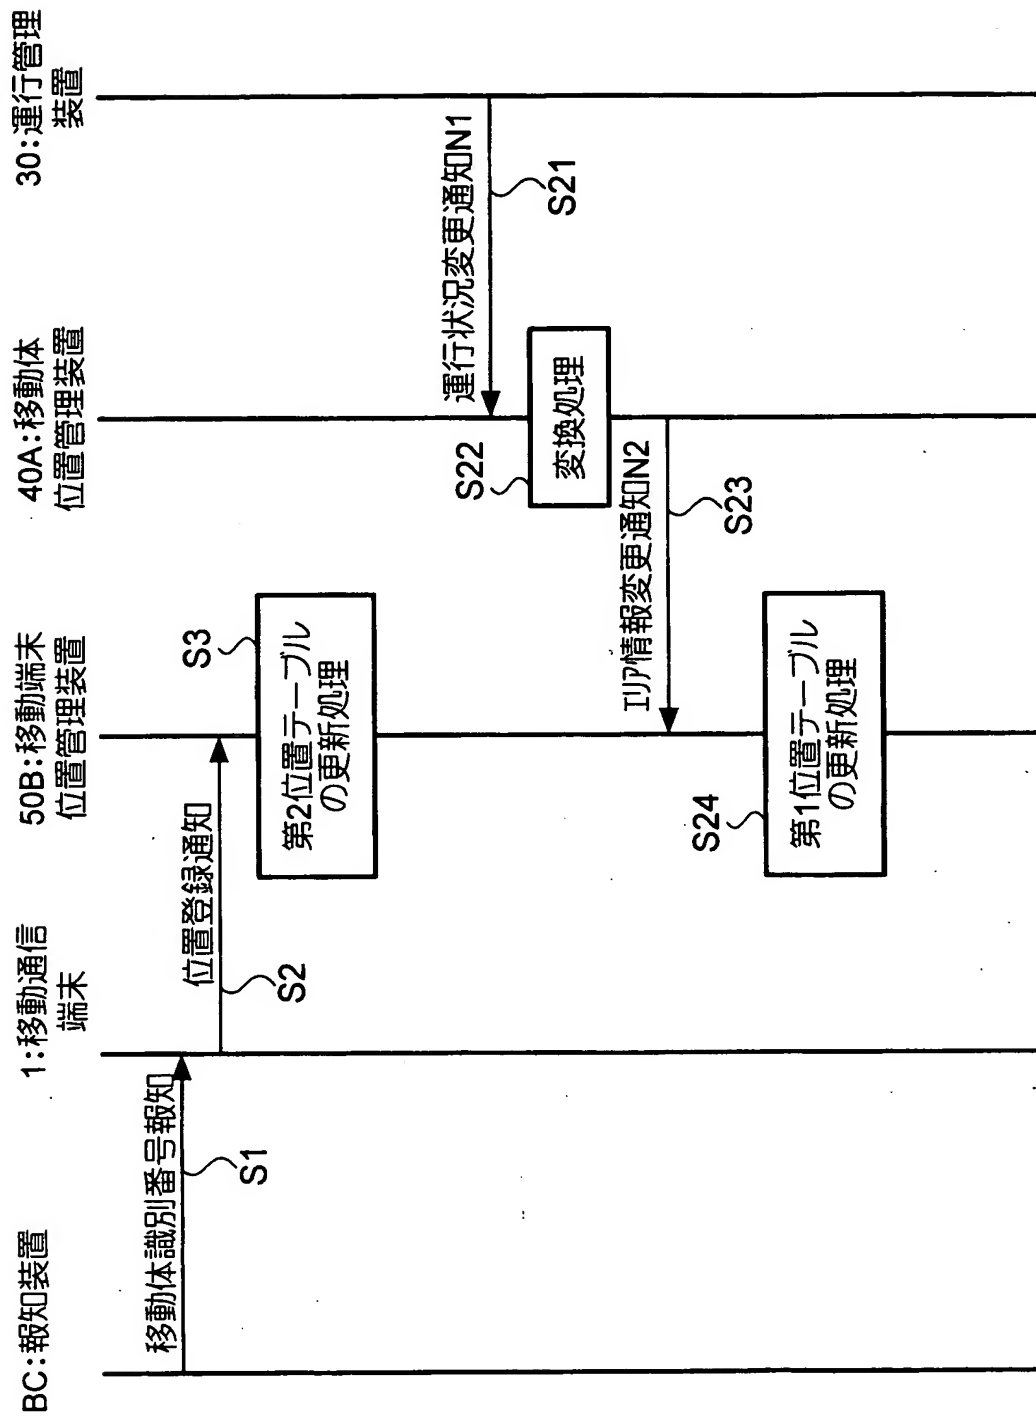 BC:報知装置
1:移動通信
端末
50B:移動端末
位置管理装置
40A:移動体
位置管理装置
30:運行管理
装置
移動体識別番号報知
S1
位置登録通知
S2
S3
第2位置テーブル
の更新処理
運行状況変更通知N1
S21
S22
変換処理
エリア情報変更通知N2
S23
S24
第1位置テーブル
の更新処理